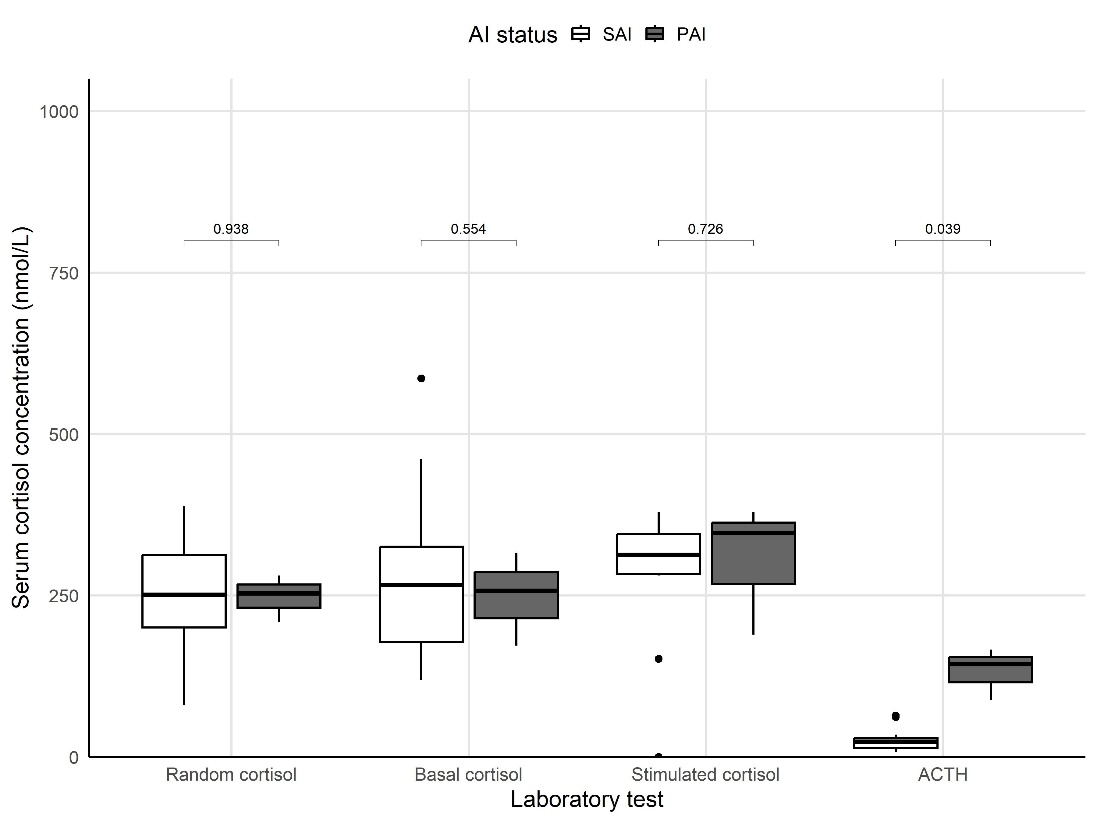 AI status SAI PAI
Serum cortisol concentration (nmol/L)
1000
750
500
250
0
0.938 0.554 0.726 0.039
Random cortisol Basal cortisol Stimulated cortisol ACTH
Laboratory test